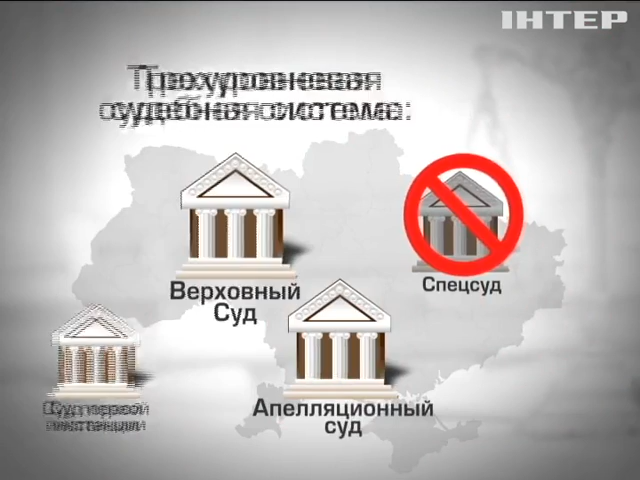 ІНТЕР
Трехуровневая
судебная система:
Верховный
Суд
Спецсуд
Апелляционный
суд
Суд первой
инстанции